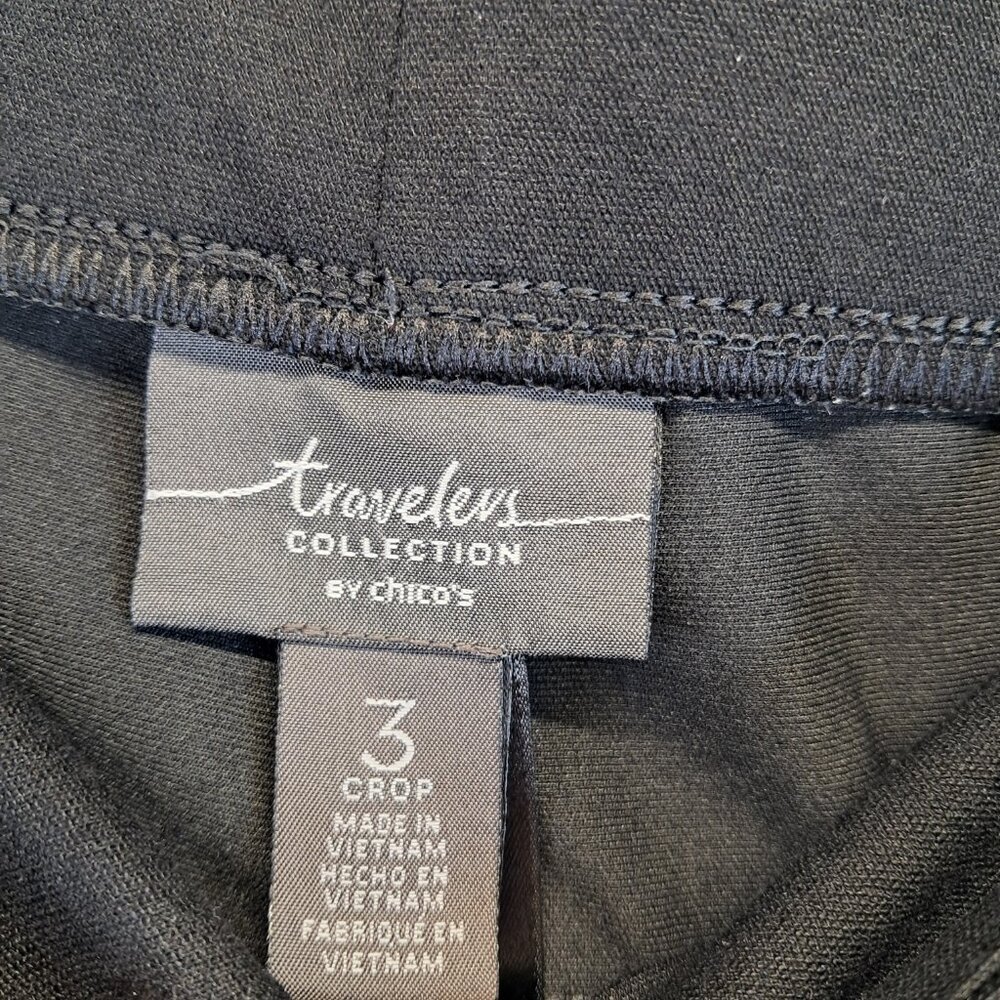 travelers
COLLECTION
BY chico's
3
CROP
MADE IN
VIETNAM
HECHO EN
VIETNAM
FABRIQUE EN
VIETNAM